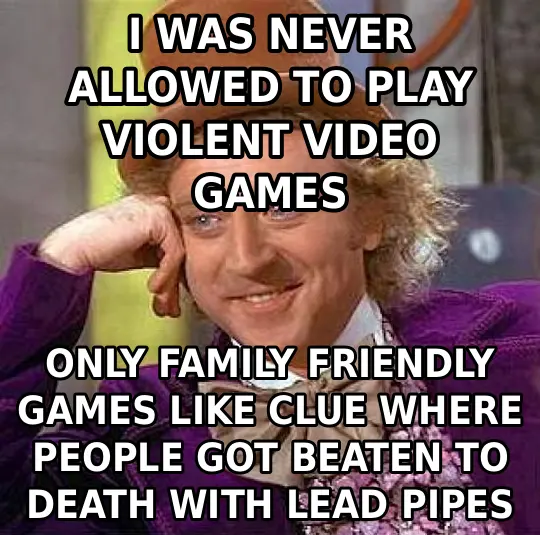 I WAS NEVER
ALLOWED TO PLAY
VIOLENT VIDEO
GAMES
ONLY FAMILY FRIENDLY
GAMES LIKE CLUE WHERE
PEOPLE GOT BEATEN TO
DEATH WITH LEAD PIPES